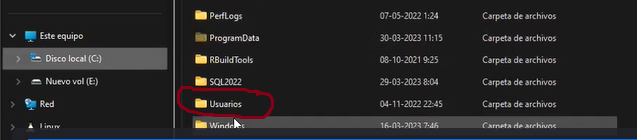 PerfLogs 07-05-2022 1:24 Carpeta de archivos
Este equipo
ProgramData 30-03-2023 11:15 Carpeta de archivos
Disco local (C:)
RBuildTools 08-10-2021 9:25 Carpeta de archivos
Nuevo vol (E:)
SQL2022 29-03-2023 8:04 Carpeta de archivos
Red
Usuarios 04-11-2022 22:45 Carpeta de archivos
Linux
Windows 16-03-2023 7:46 Carpeta de archivos